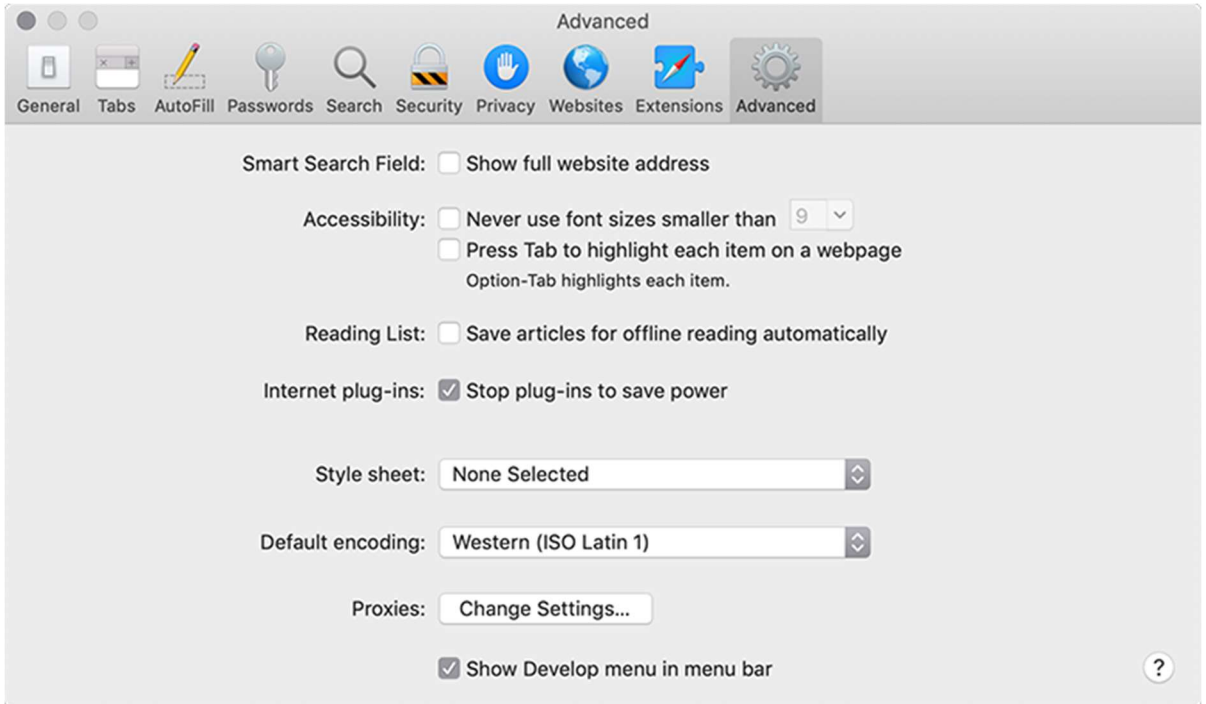 Advanced
General Tabs AutoFill Passwords Search Security Privacy Websites Extensions Advanced
Smart Search Field: Show full website address
Accessibility: Never use font sizes smaller than 9
Press Tab to highlight each item on a webpage
Option-Tab highlights each item.
Reading List: Save articles for offline reading automatically
Internet plug-ins: Stop plug-ins to save power
Style sheet: None Selected
Default encoding: Western (ISO Latin 1)
Proxies: Change Settings...
Show Develop menu in menu bar ?